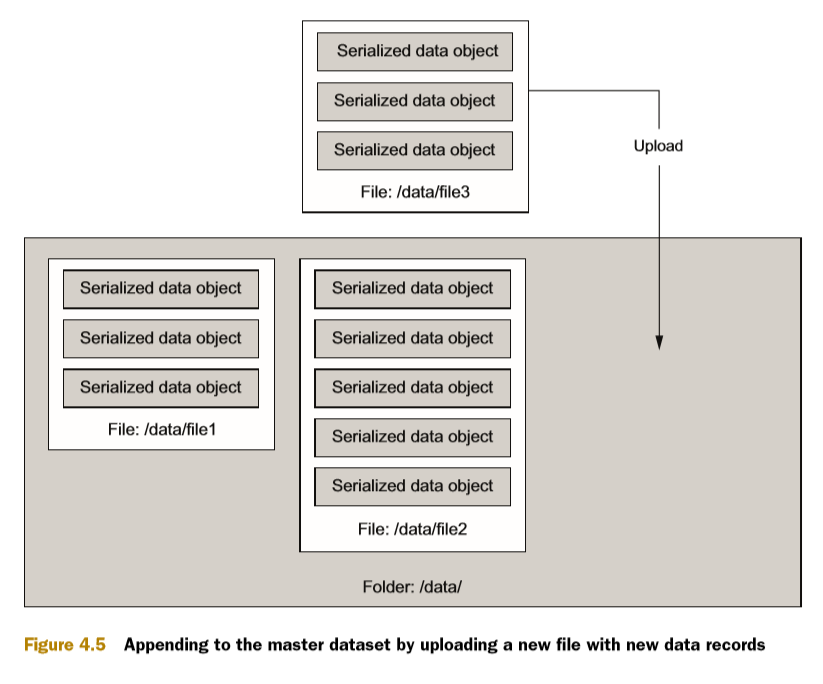 Serialized data object
Serialized data object
Serialized data object
File: /data/file3
Upload
Serialized data object
Serialized data object
Serialized data object
File: /data/file1
Serialized data object
Serialized data object
Serialized data object
Serialized data object
Serialized data object
File: /data/file2
Folder: /data/
Figure 4.5 Appending to the master dataset by uploading a new file with new data records